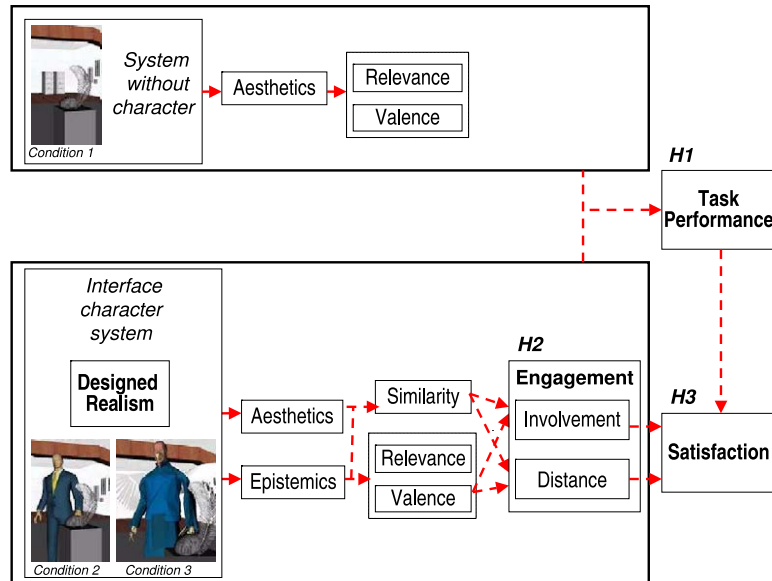 System
without
character
Condition 1
Aesthetics
Relevance
Valence
H1
Task
Performance
Interface
character
system
Designed
Realism
Condition 2
Condition 3
Aesthetics
Epistemics
Similarity
Relevance
Valence
H2
Engagement
Involvement
Distance
H3
Satisfaction